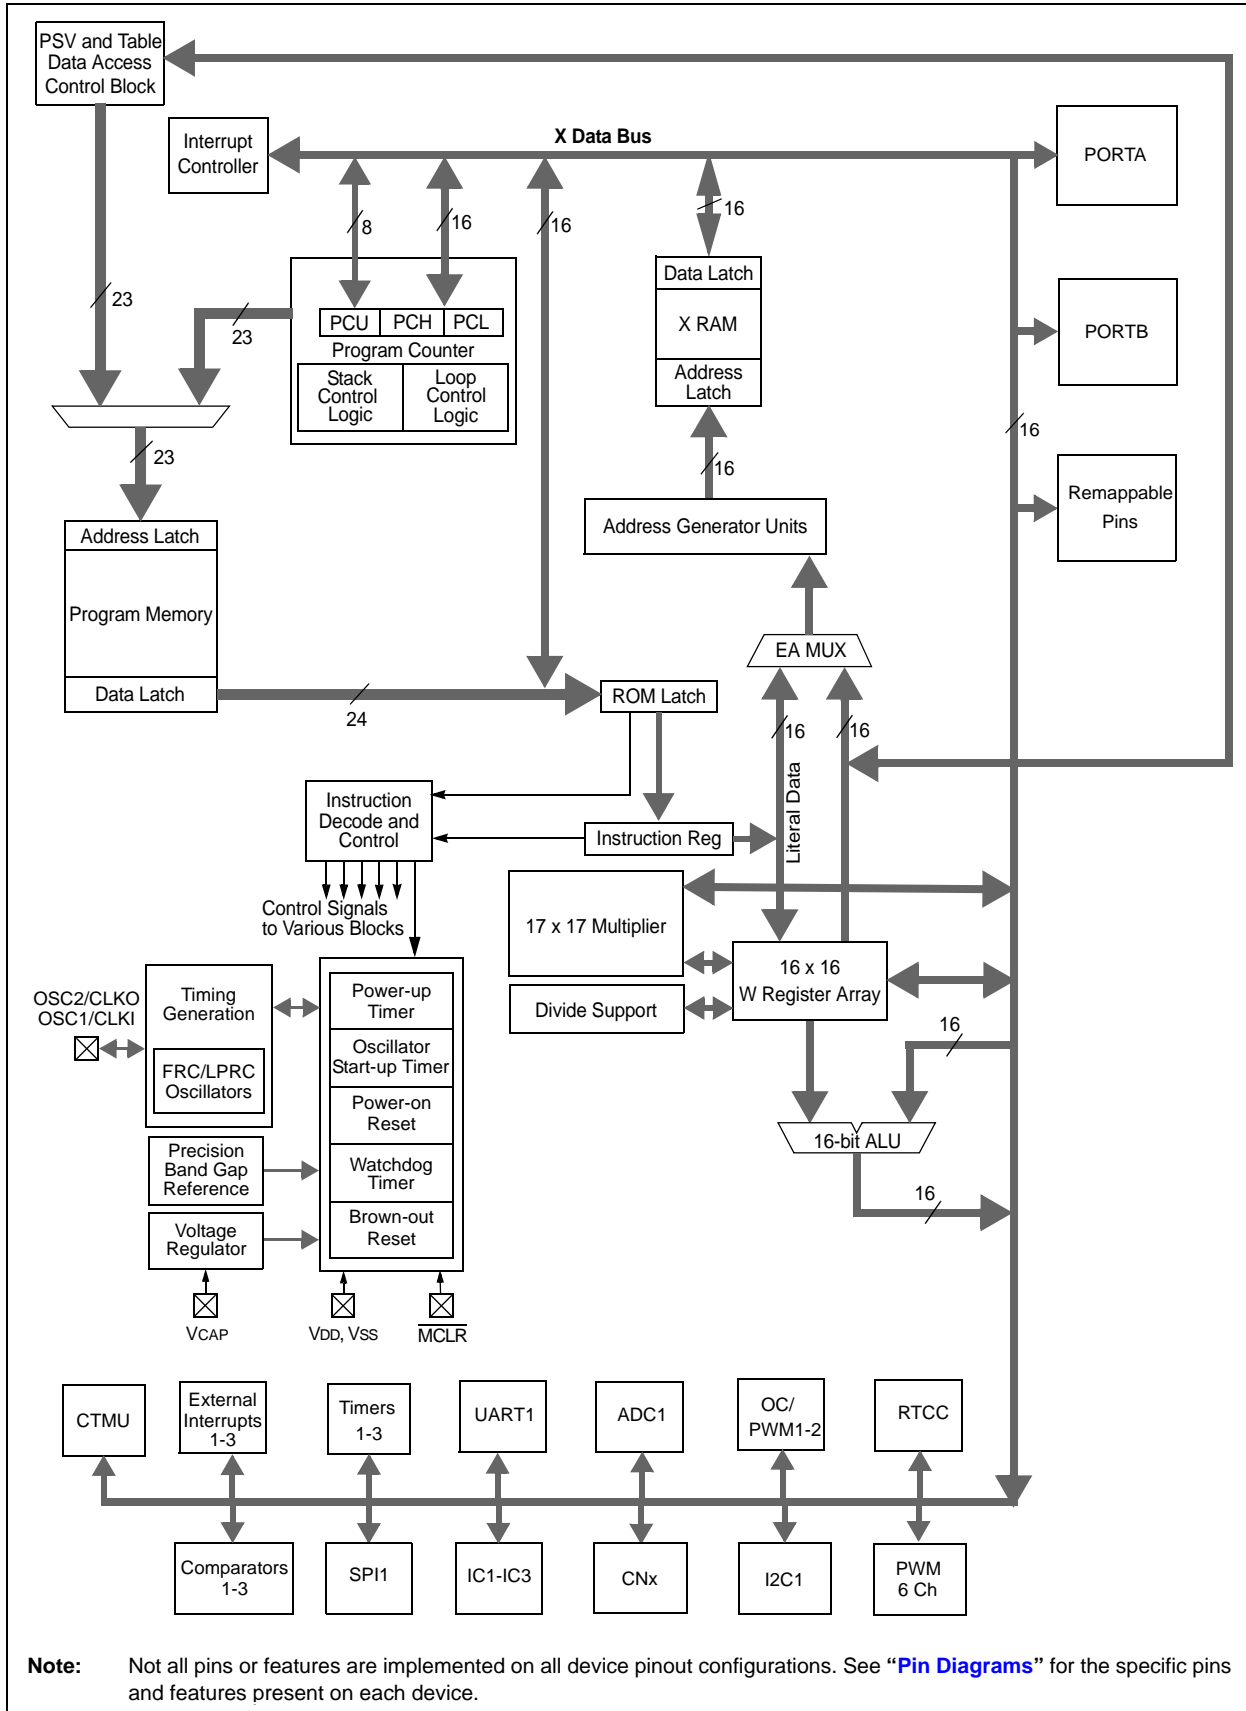 PSV and Table
Data Access
Control Block
X Data Bus
Interrupt
Controller
PORTA
8
16
16
16
Data Latch
X RAM
Address
Latch
23
23
PCU
PCH
PCL
Program Counter
Stack
Control
Logic
Loop
Control
Logic
PORTB
16
23
16
Remappable
Pins
Address Generator Units
Address Latch
Program Memory
Data Latch
24
EA MUX
ROM Latch
16
16
Literal Data
Instruction
Decode and
Control
Instruction Reg
Control Signals
to Various Blocks
17 x 17 Multiplier
16 x 16
W Register Array
Divide Support
OSC2/CLKO
OSC1/CLKI
Timing
Generation
FRC/LPRC
Oscillators
Power-up
Timer
Oscillator
Start-up Timer
Power-on
Reset
Watchdog
Timer
Brown-out
Reset
16
16-bit ALU
16
Precision
Band Gap
Reference
Voltage
Regulator
VCAP
VDD, VSS
MCLR
CTMU
External
Interrupts
1-3
Timers
1-3
UART1
ADC1
OC/
PWM1-2
RTCC
Comparators
1-3
SPI1
IC1-IC3
CNx
I2C1
PWM
6 Ch
Note: Not all pins or features are implemented on all device pinout configurations. See “Pin Diagrams” for the specific pins
and features present on each device.